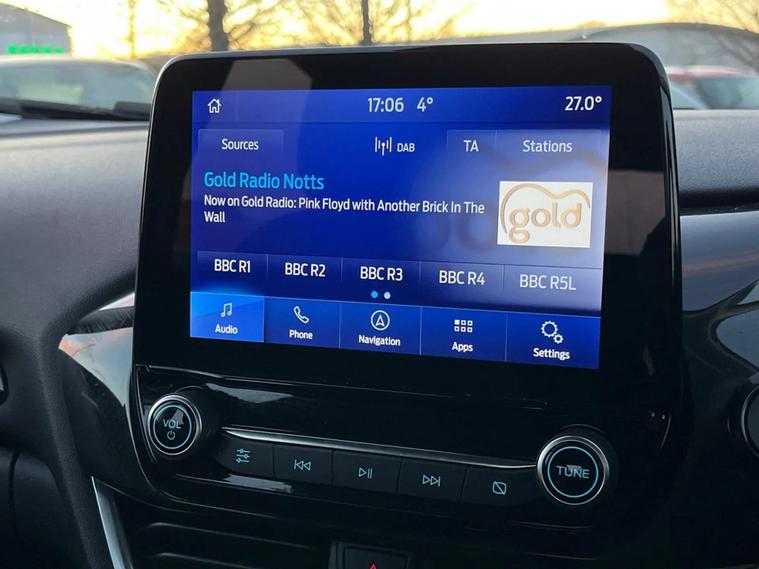 17:06 4° 27.0°
Sources DAB TA Stations
Gold Radio Notts
Now on Gold Radio: Pink Floyd with Another Brick In The
Wall
gold
BBC R1 BBC R2 BBC R3 BBC R4 BBC R5L
Audio Phone Navigation Apps Settings
VOL
TUNE